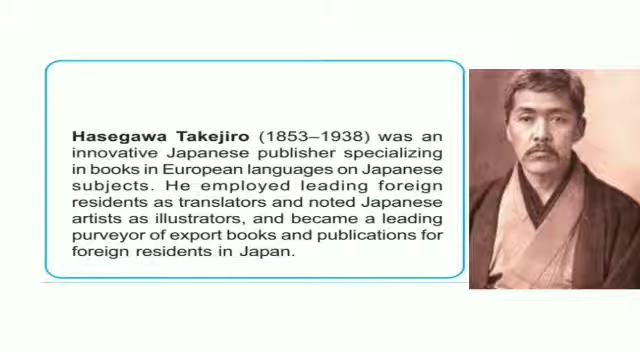 Hasegawa Takejiro (1853–1938) was an
innovative Japanese publisher specializing
in books in European languages on Japanese
subjects. He employed leading foreign
residents as translators and noted Japanese
artists as illustrators, and became a leading
purveyor of export books and publications for
foreign residents in Japan.